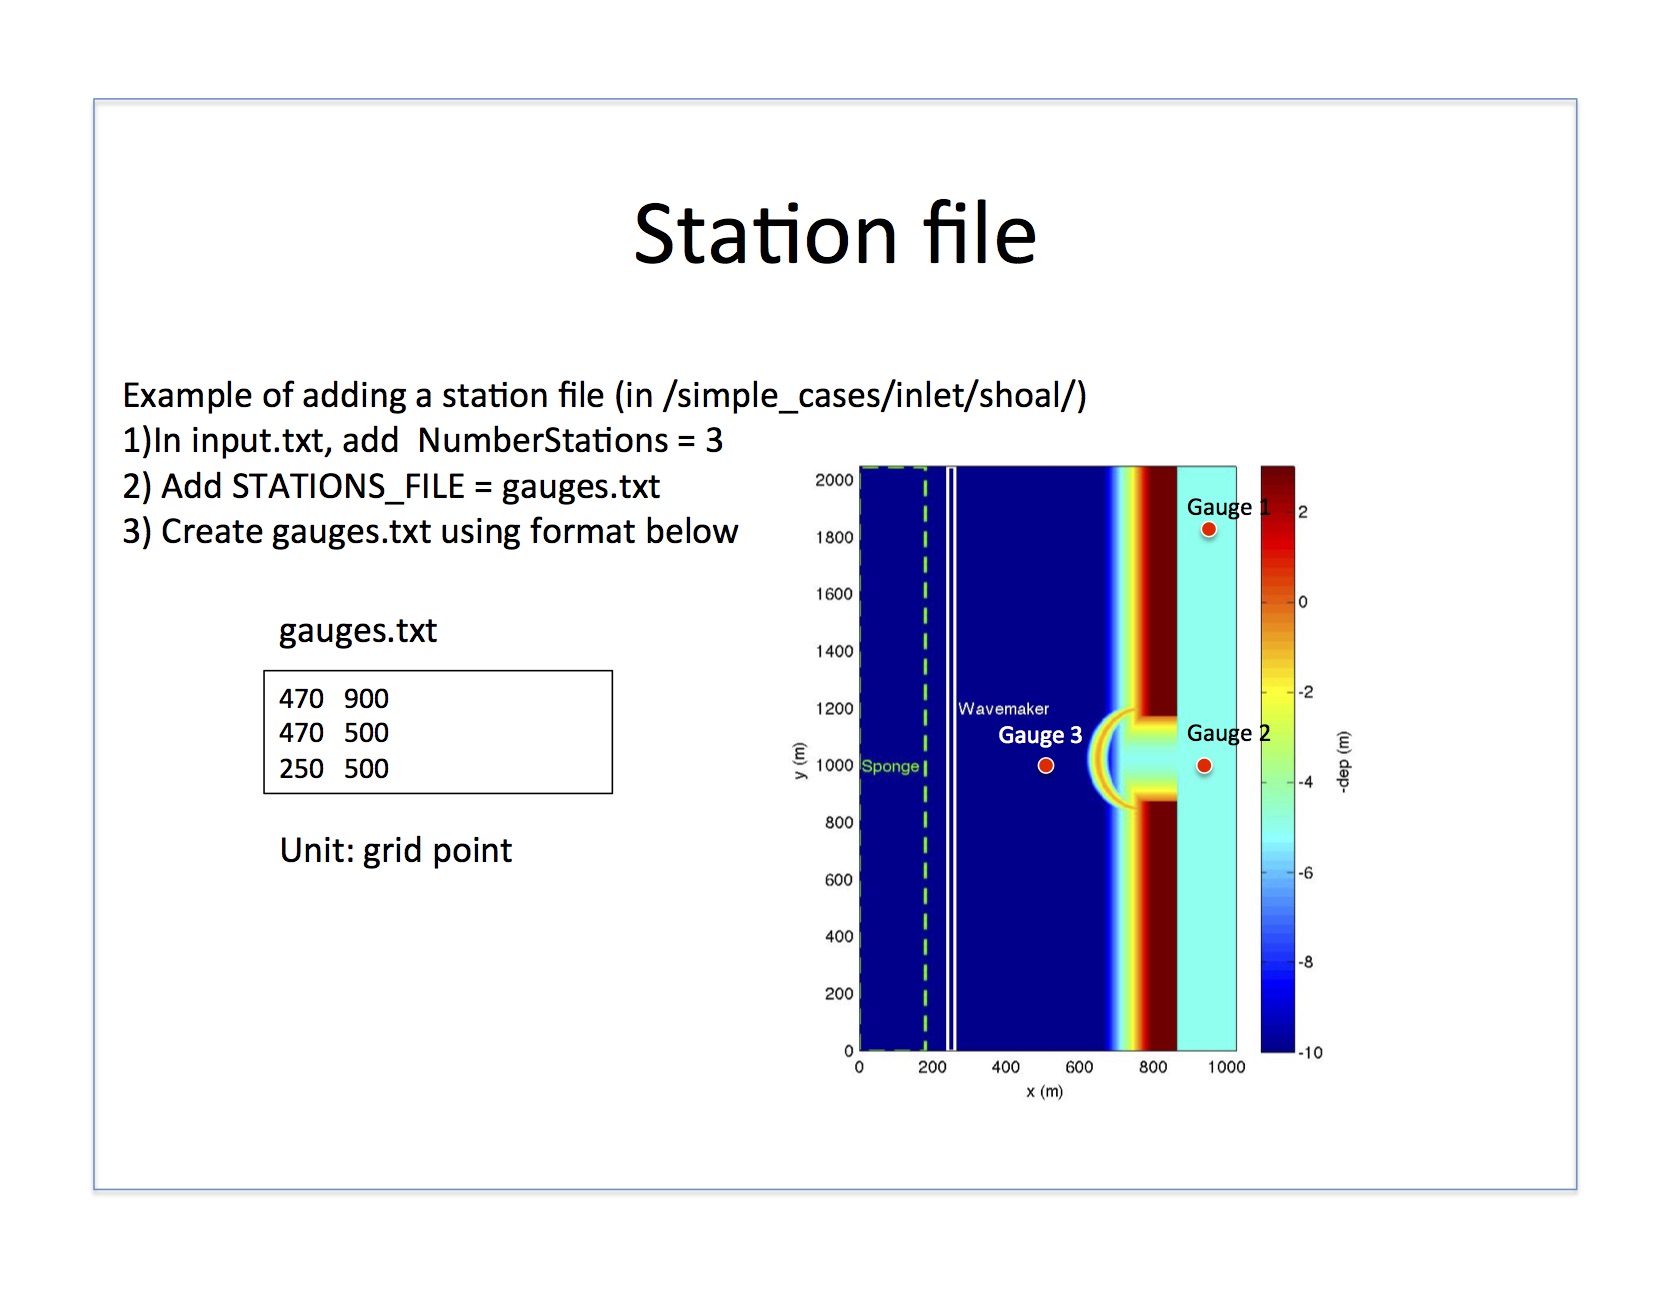 Station file
Example of adding a station file (in /simple_cases/inlet/shoal/)
1)In input.txt, add  NumberStations = 3
2) Add STATIONS_FILE = gauges.txt
3) Create gauges.txt using format below
gauges.txt
470 900
470 500
250 500
Unit: grid point
2000
1800
1600
1400
1200
1000
800
600
400
200
0
y (m)
0 200 400 600 800 1000
x (m)
Sponge
Wavemaker
Gauge 3
Gauge 1
Gauge 2
2
0
-2
-4
-6
-8
-10
-dep (m)